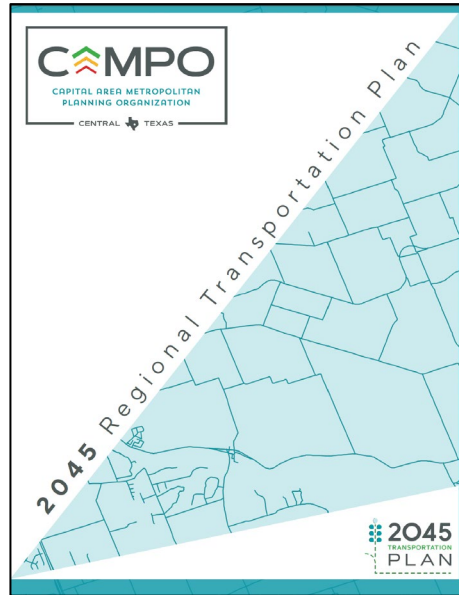 CAMPO
CAPITAL AREA METROPOLITAN
PLANNING ORGANIZATION
CENTRAL TEXAS
2045 Regional Transportation Plan
2045
TRANSPORTATION
PLAN